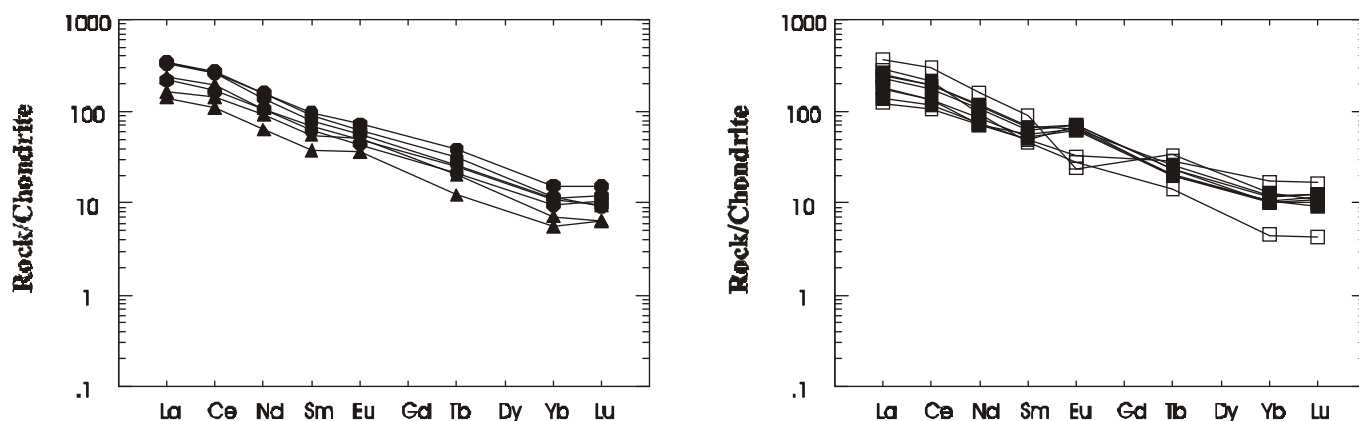 1000
100
10
1
.1
Rock/Chondrite
La Ce Nd Sm Eu Gd Tb Dy Yb Lu
1000
100
10
1
.1
Rock/Chondrite
La Ce Nd Sm Eu Gd Tb Dy Yb Lu